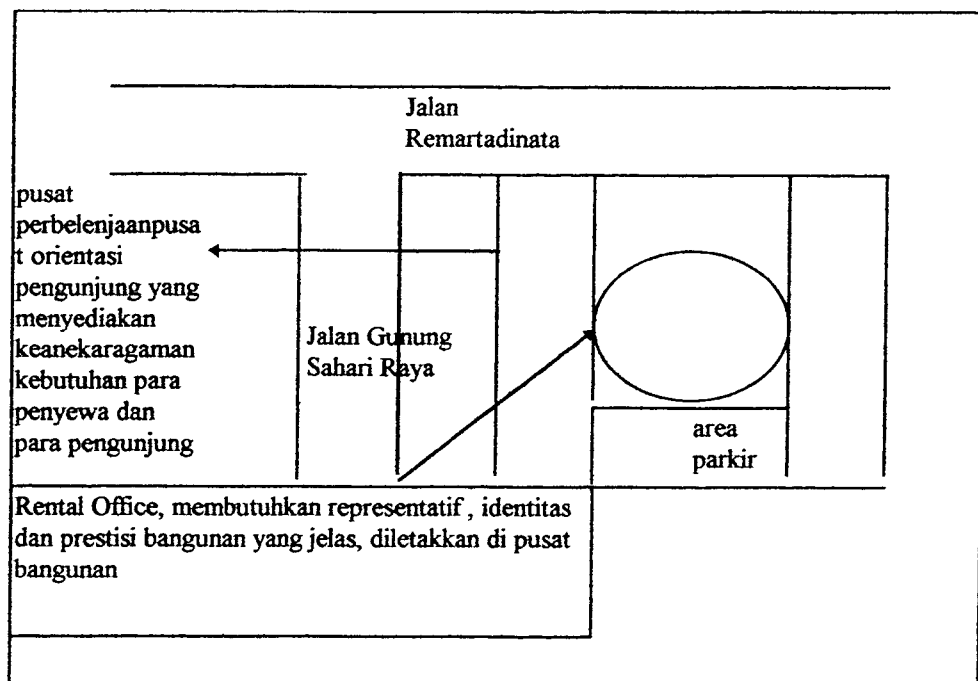 Jalan
Remartadinata
pusat
perbelenjaanpusa
t orientasi
pengunjung yang
menyediakan
keanekaragaman
kebutuhan para
penyewa dan
para pengunjung
Jalan Gunung
Sahari Raya
area
parkir
Rental Office, membutuhkan representatif , identitas
dan prestisi bangunan yang jelas, diletakkan di pusat
bangunan